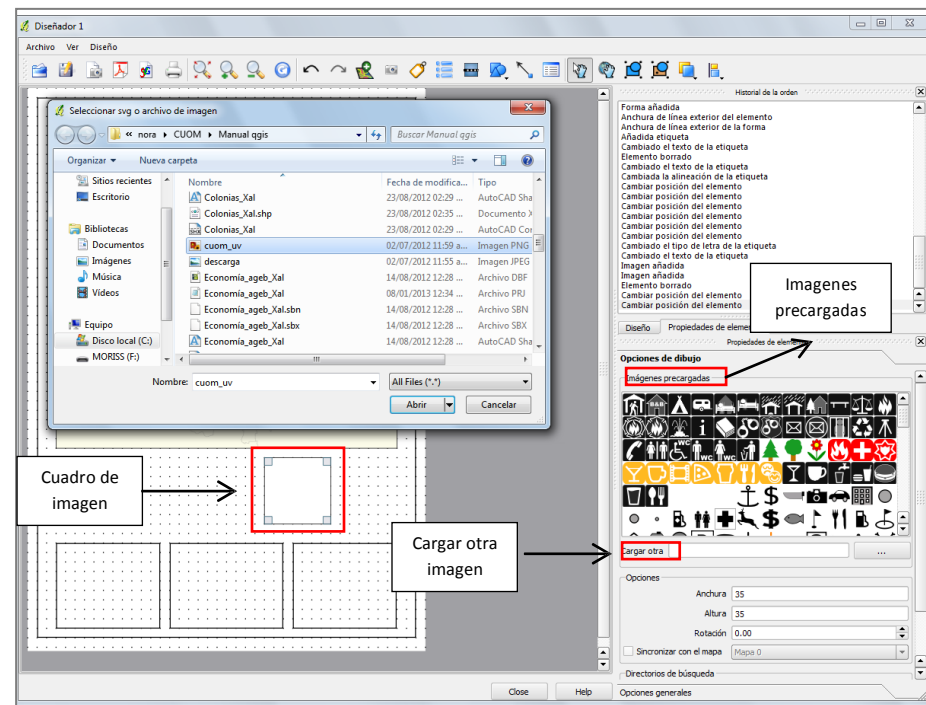 Diseñador 1
Archivo Ver Diseño
Seleccionar svg o archivo de imagen
« nora CUOM Manual qgis
Buscar Manual qgis
Organizar Nueva carpeta
Sitios recientes
Escritorio
Bibliotecas
Documentos
Imágenes
Música
Vídeos
Equipo
Disco local (C:)
MORISS (F:)
Nombre Fecha de modifica... Tipo
Colonias_Xal 23/08/2012 02:29 ... AutoCAD Sha
Colonias_Xal.shp 23/08/2012 02:35 ... Documento X
Colonias_Xal 23/08/2012 02:29 ... AutoCAD Cor
cuom_uv 02/07/2012 11:59 a... Imagen PNG
descarga 02/07/2012 11:55 a... Imagen JPEG
Economía_ageb_Xal 14/08/2012 12:28 ... Archivo DBF
Economía_ageb_Xal 08/01/2013 12:34 ... Archivo PRJ
Economía_ageb_Xal.sbn 14/08/2012 12:28 ... Archivo SBN
Economía_ageb_Xal.sbx 14/08/2012 12:28 ... Archivo SBX
Economía_ageb_Xal 14/08/2012 12:28 ... AutoCAD Sha
Nombre: cuom_uv
All Files (*.*)
Abrir Cancelar
Cuadro de
imagen
Cargar otra
imagen
Close Help
Historial de la orden
Forma añadida
Anchura de línea exterior del elemento
Anchura de línea exterior de la forma
Añadida etiqueta
Cambiado el texto de la etiqueta
Elemento borrado
Cambiado el texto de la etiqueta
Cambiada la alineación de la etiqueta
Cambiar posición del elemento
Cambiar posición del elemento
Cambiar posición del elemento
Cambiar posición del elemento
Cambiar posición del elemento
Cambiar posición del elemento
Cambiado el tipo de letra de la etiqueta
Cambiado el texto de la etiqueta
Imagen añadida
Imagen añadida
Elemento borrado
Cambiar posición del elemento
Cambiar posición del elemento
Imagenes
precargadas
Diseño Propiedades de elemen
Propiedades de elemen
Opciones de dibujo
Imágenes precargadas
Cargar otra ...
Opciones
Anchura 35
Altura 35
Rotación 0.00
Sincronizar con el mapa Mapa 0
Directorios de búsqueda
Opciones generales